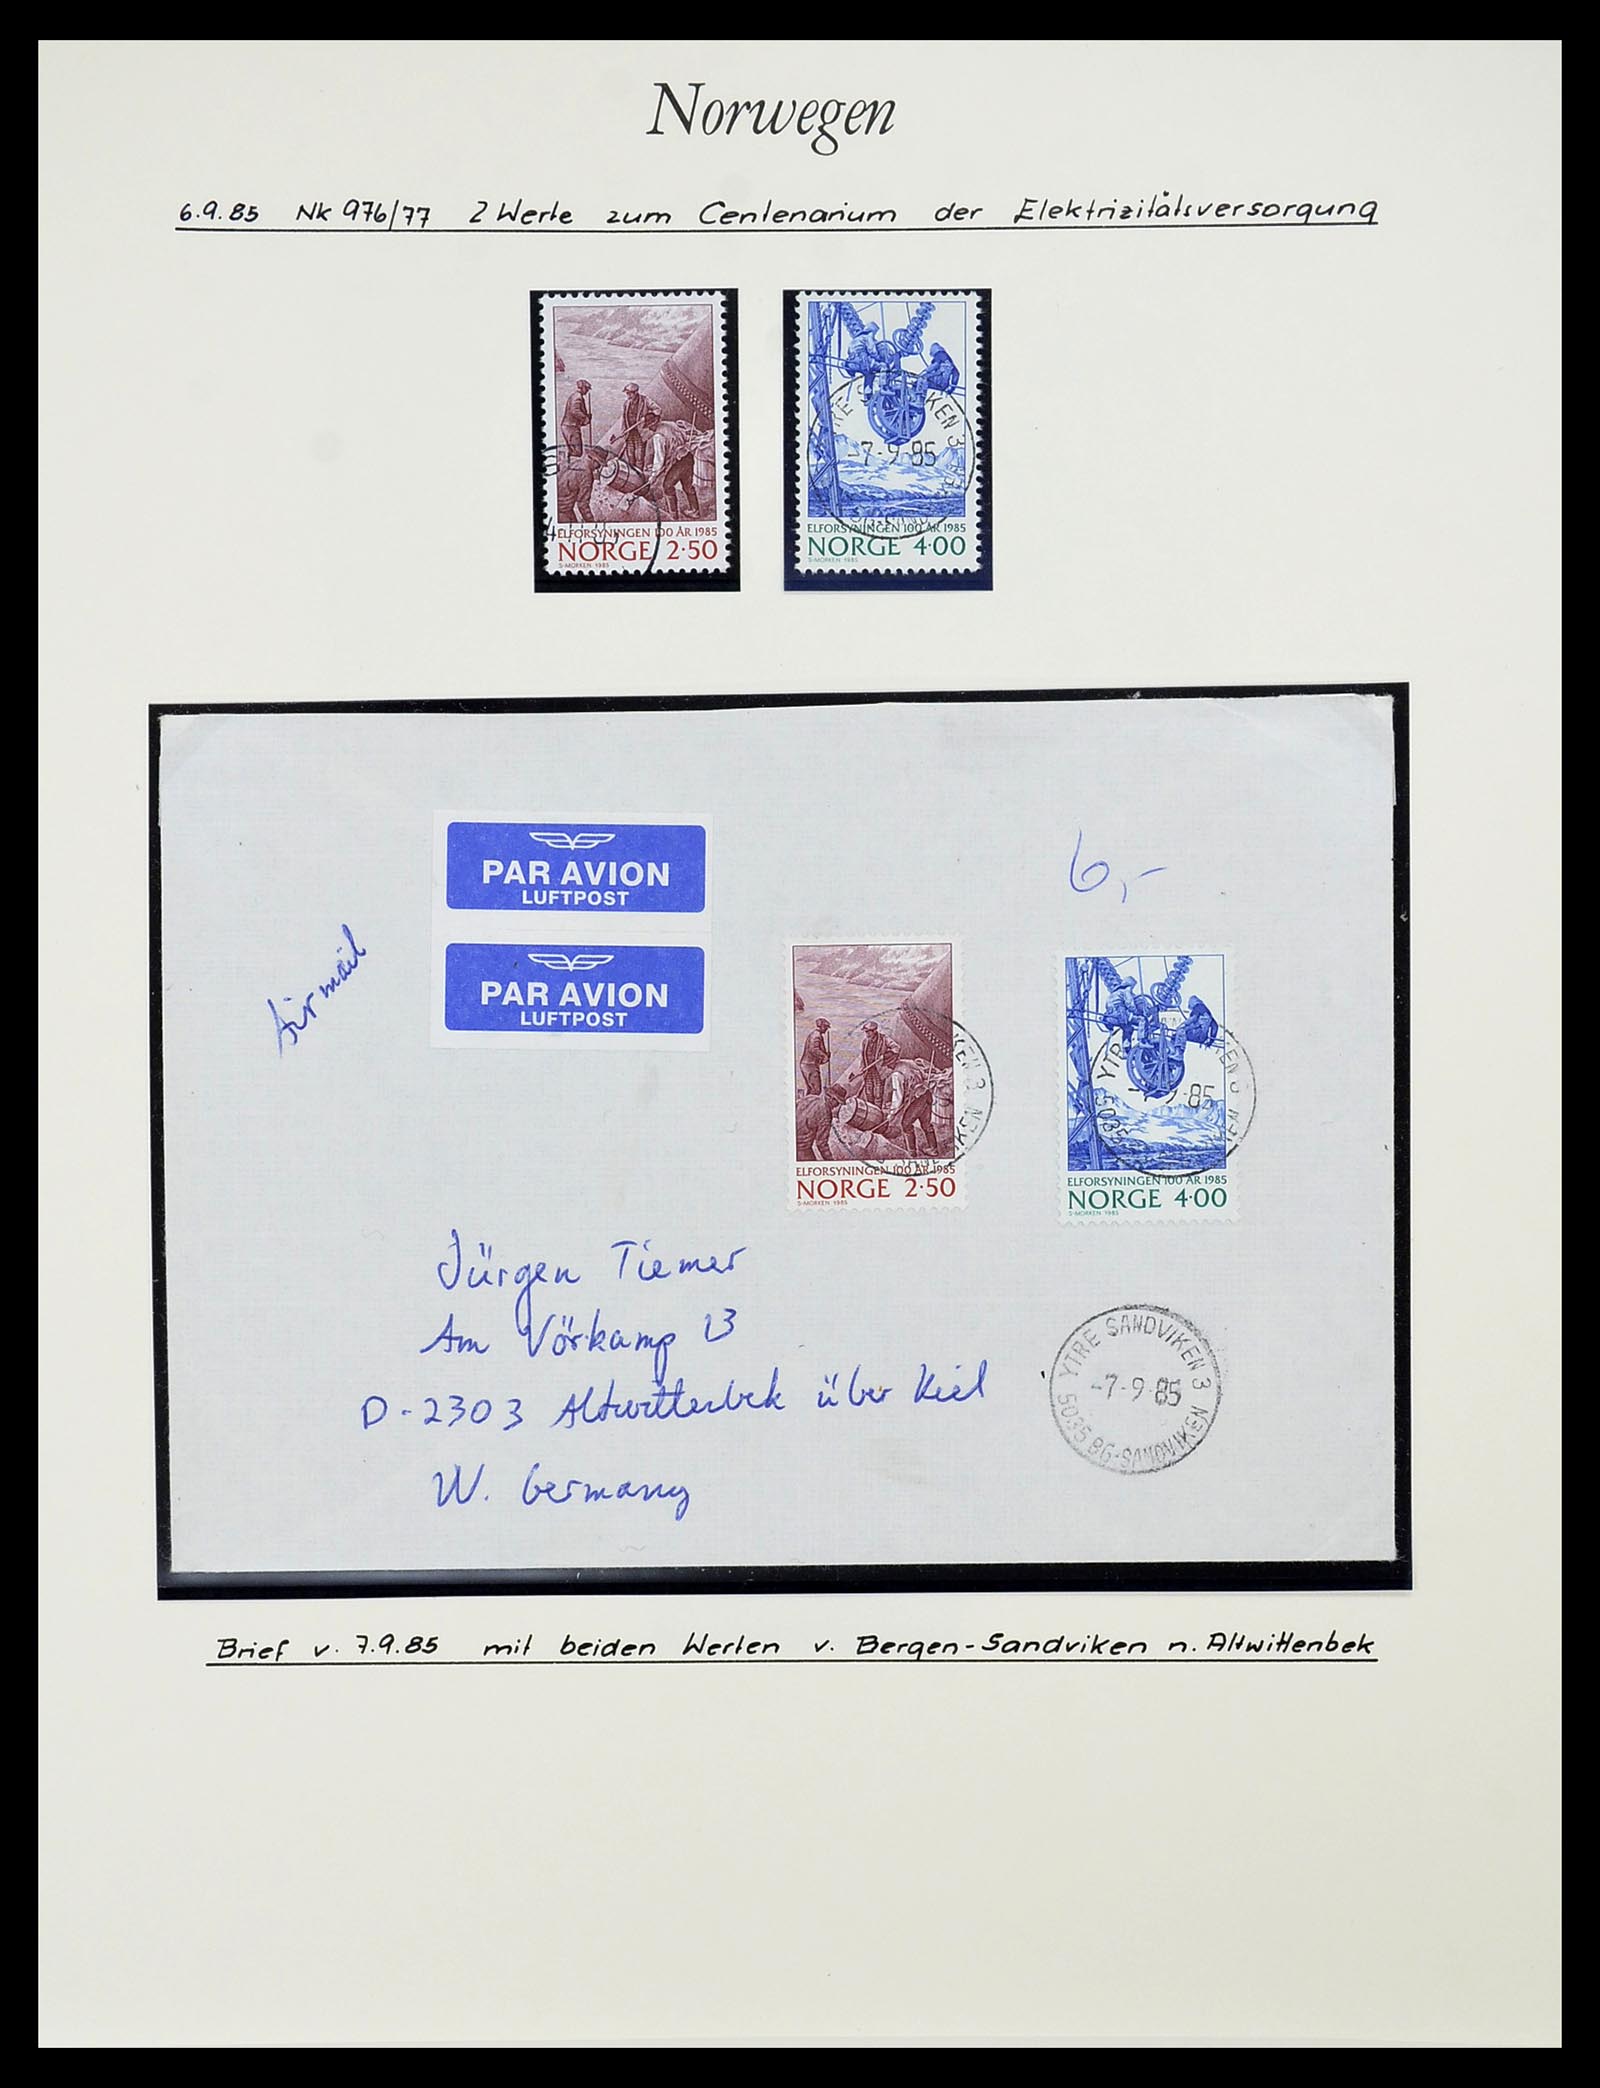 Norwegen
6.9.85 NK 976/77 2 Werte zum Centenarium der Elektrizitätsversorgung
ELFORSYNINGEN 100 ÅR 1985
NORGE 2·50
S·MORKEN 1985
-7-9-85
ELFORSYNINGEN 100 ÅR 1985
NORGE 4·00
S·MORKEN 1985
PAR AVION
LUFTPOST
PAR AVION
LUFTPOST
6,-
Air mail
ELFORSYNINGEN 100 ÅR 1985
NORGE 2·50
S·MORKEN 1985
ELFORSYNINGEN 100 ÅR 1985
NORGE 4·00
S·MORKEN 1985
Jürgen Tiemer
Am Vörkamp 13
D-2303 Altwittenbek über Kiel
W. Germany
YTRE SANDVIKEN 3
-7-9-85
5035 BG-SANDVIKEN
Brief v. 7.9.85 mit beiden Werten v. Bergen-Sandviken n. Altwittenbek